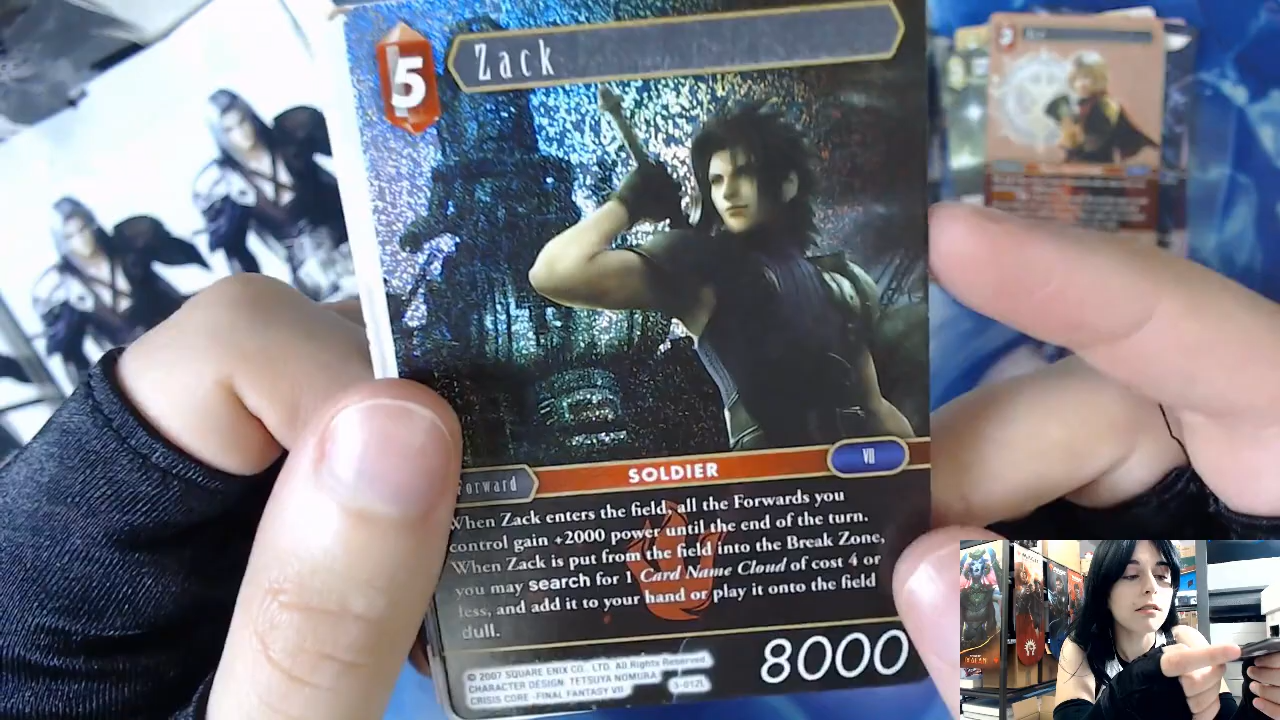 5
Zack
Forward
SOLDIER
VII
When Zack enters the field, all the Forwards you
control gain +2000 power until the end of the turn.
When Zack is put from the field into the Break Zone,
you may search for 1 Card Name Cloud of cost 4 or
less, and add it to your hand or play it onto the field
dull.
© 2007 SQUARE ENIX CO., LTD. All Rights Reserved.
CHARACTER DESIGN: TETSUYA NOMURA
CRISIS CORE -FINAL FANTASY VII-
3-012L
8000